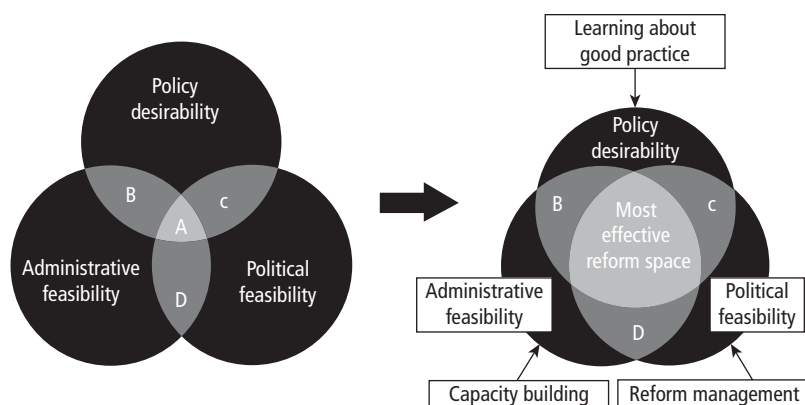 Policy
desirability
B
c
A
Administrative
feasibility
Political
feasibility
D
Learning about
good practice
Policy
desirability
B
c
Most
effective
reform space
Administrative
feasibility
Political
feasibility
D
Capacity building
Reform management